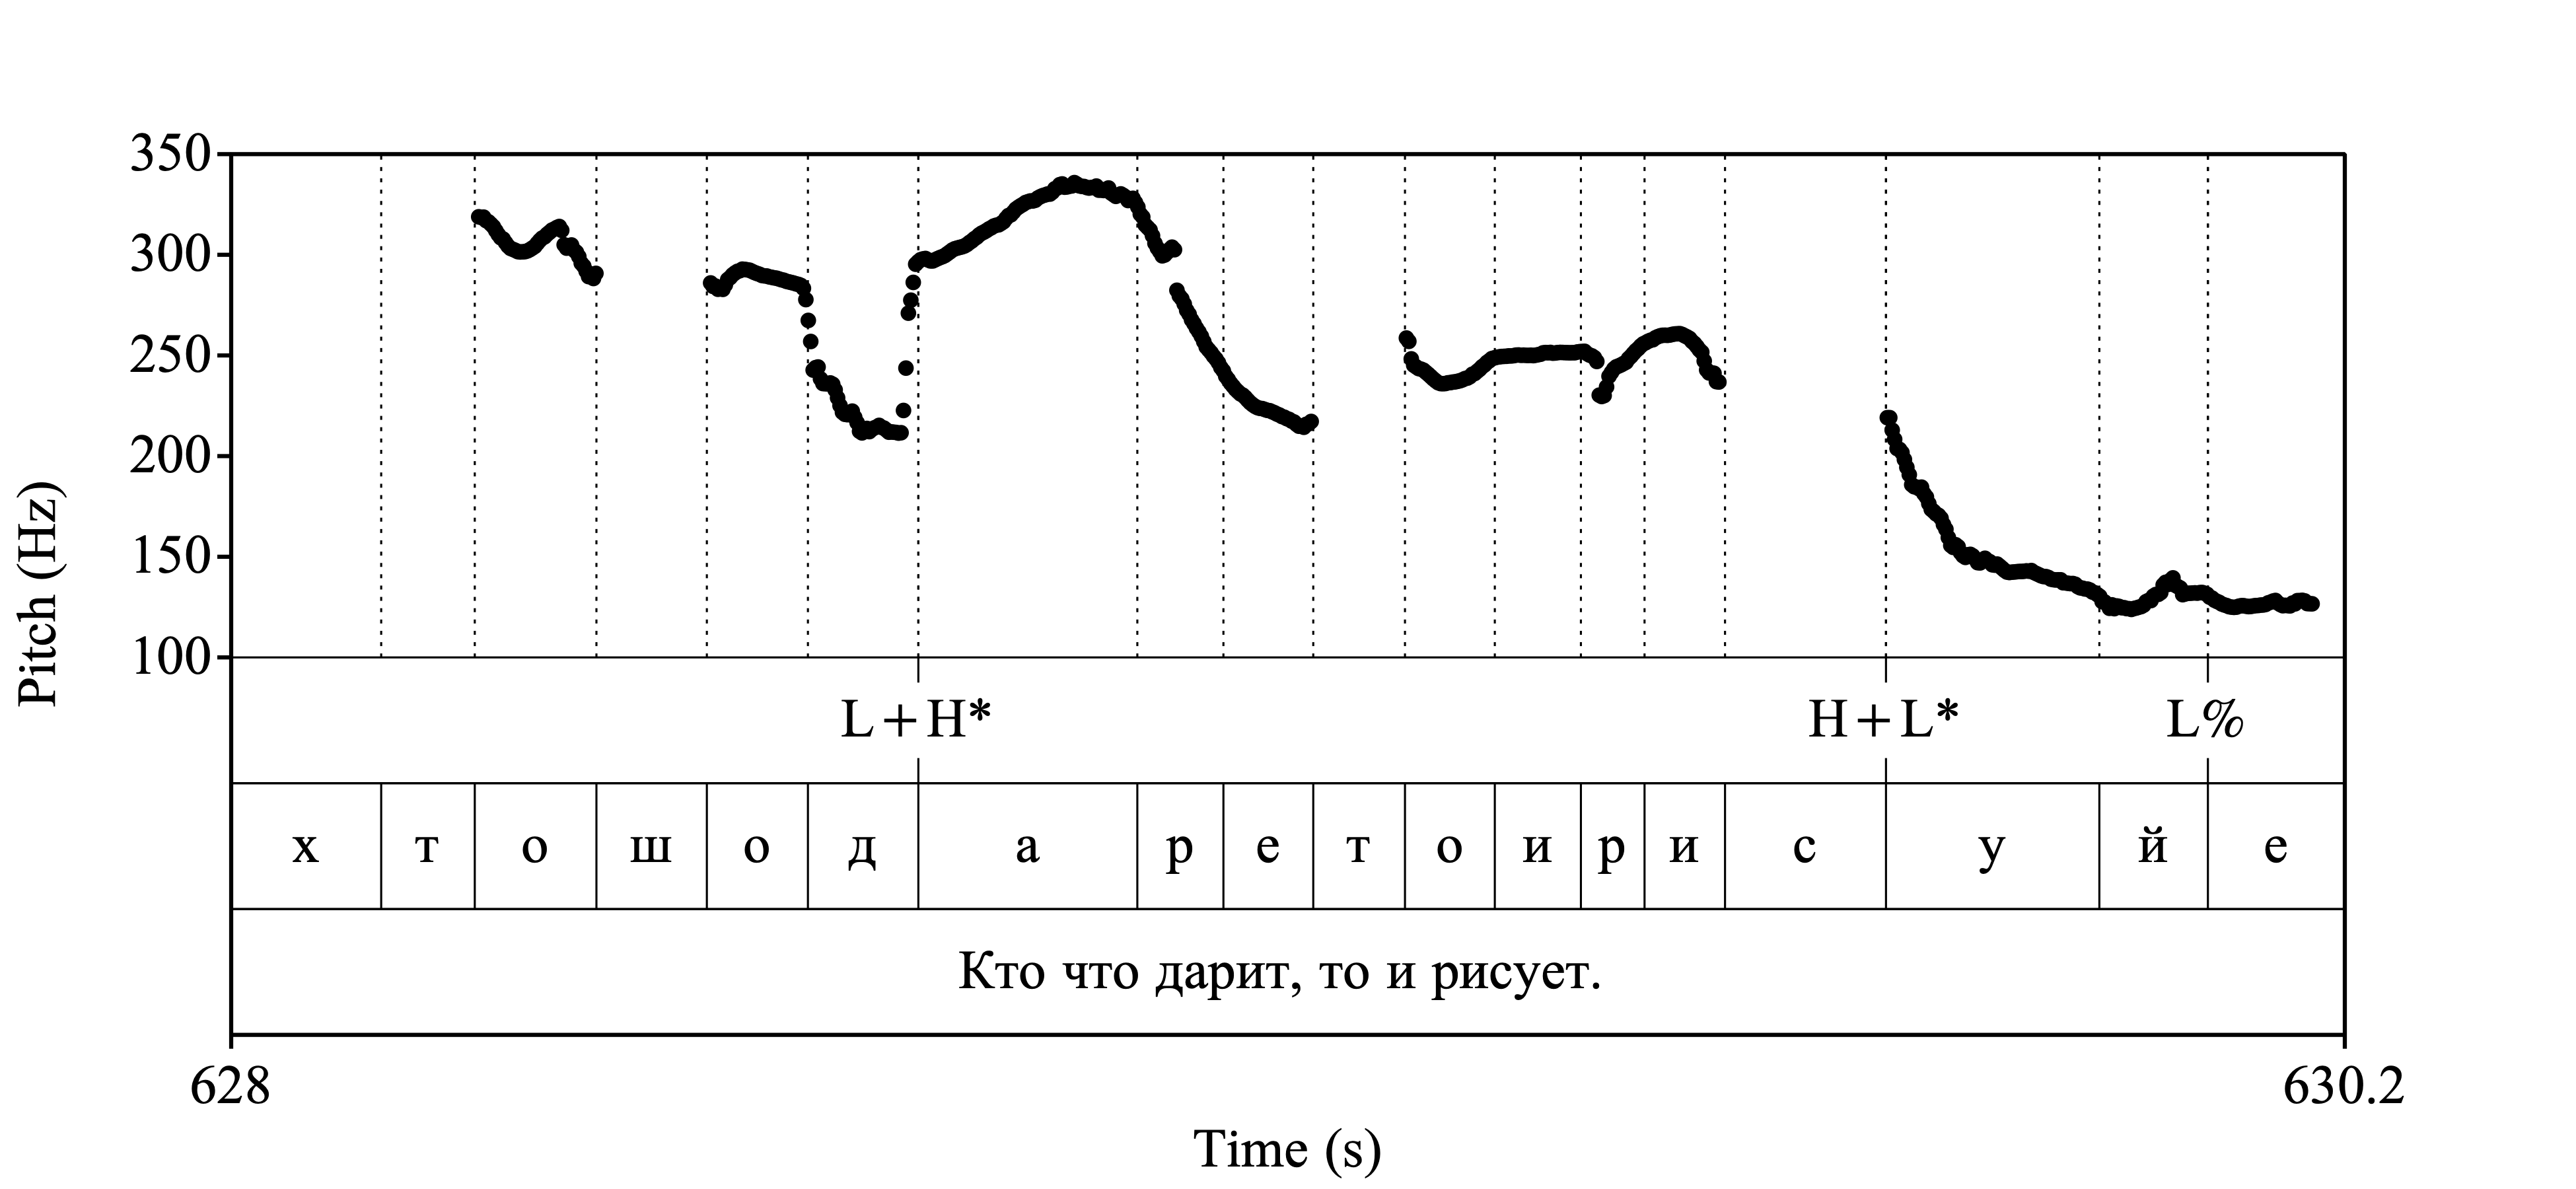 350
300
250
200
150
100
Pitch (Hz)
L+H* H+L* L%
х т о ш о д а р е т о и р и с у й е
Кто что дарит, то и рисует.
628 630.2
Time (s)